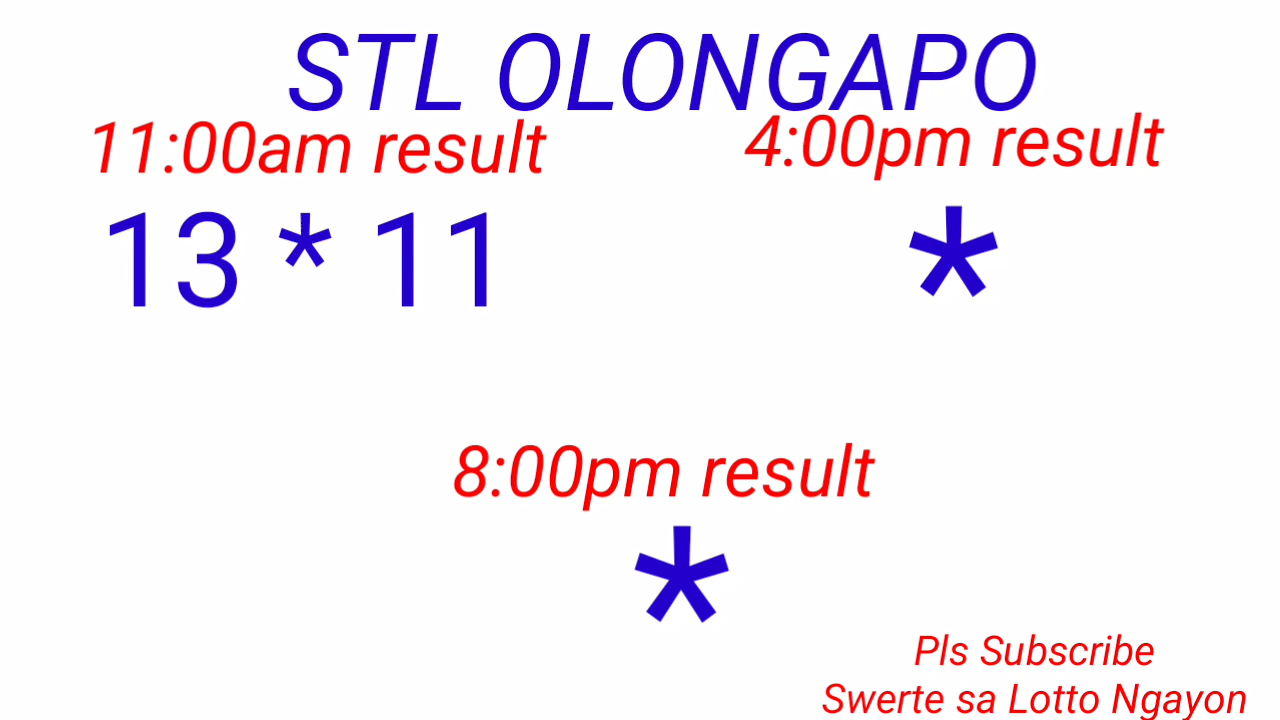 STL OLONGAPO
11:00am result
4:00pm result
13 * 11
*
8:00pm result
*
Pls Subscribe
Swerte sa Lotto Ngayon